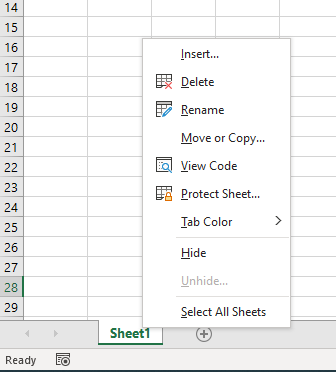 14
15
16
17
18
19
20
21
22
23
24
25
26
27
28
29
Insert...
Delete
Rename
Move or Copy...
View Code
Protect Sheet...
Tab Color
Hide
Unhide...
Select All Sheets
Sheet1
Ready